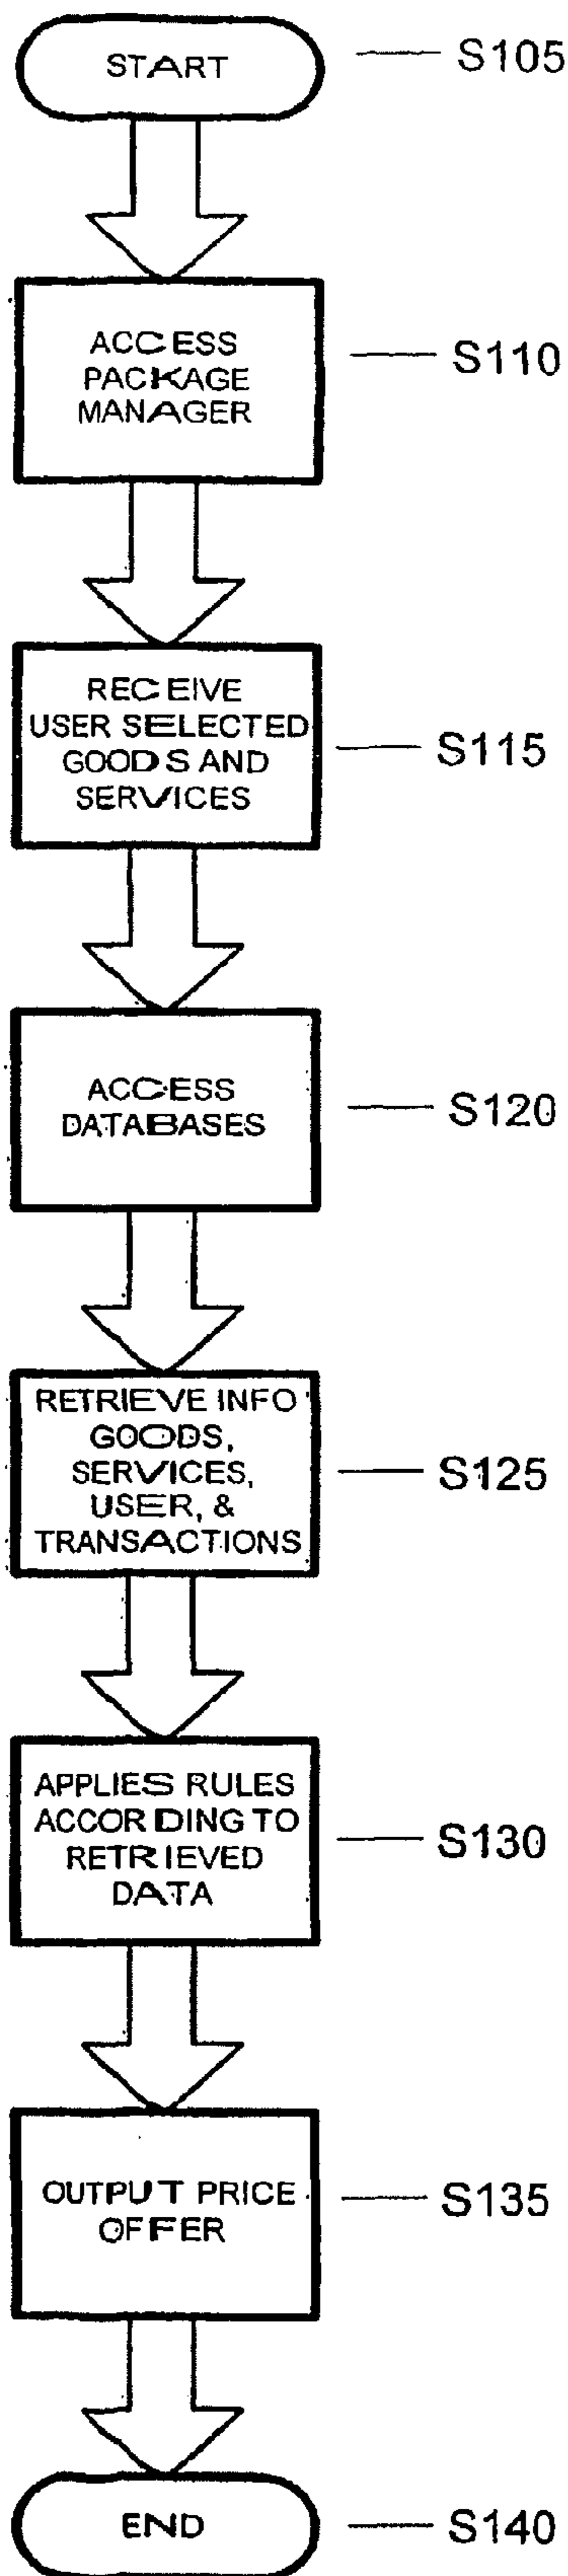 START
S105
ACCESS
PACKAGE
MANAGER
S110
RECEIVE
USER SELECTED
GOODS AND
SERVICES
S115
ACCESS
DATABASES
S120
RETRIEVE INFO
GOODS,
SERVICES,
USER, &
TRANSACTIONS
S125
APPLIES RULES
ACCORDING TO
RETRIEVED
DATA
S130
OUTPUT PRICE
OFFER
S135
END
S140